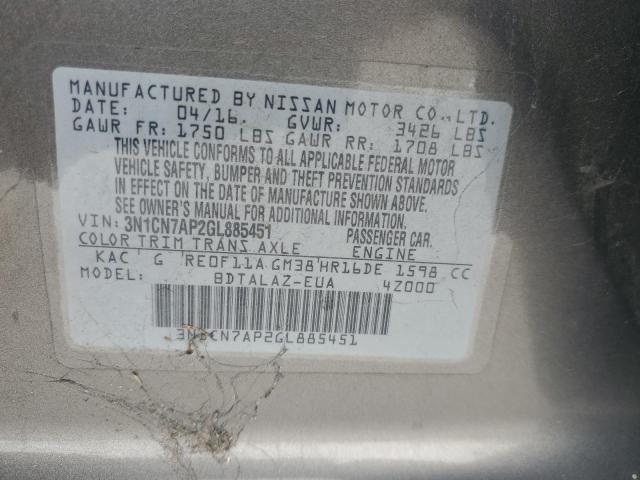 MANUFACTURED BY NISSAN MOTOR CO., LTD.
DATE: 04/16. GVWR: 3426 LBS
GAWR FR: 1750 LBS GAWR RR: 1708 LBS
THIS VEHICLE CONFORMS TO ALL APPLICABLE FEDERAL MOTOR
VEHICLE SAFETY, BUMPER AND THEFT PREVENTION STANDARDS
IN EFFECT ON THE DATE OF MANUFACTURE SHOWN ABOVE.
SEE OWNER'S MANUAL FOR ADDITIONAL INFORMATION.
VIN: 3N1CN7AP2GL885451 PASSENGER CAR.
COLOR TRIM TRANS AXLE ENGINE
KAC G RE0F11A GM38 HR16DE 1598 CC
MODEL: BDTALAZ-EUA 4Z000
3N1CN7AP2GL885451